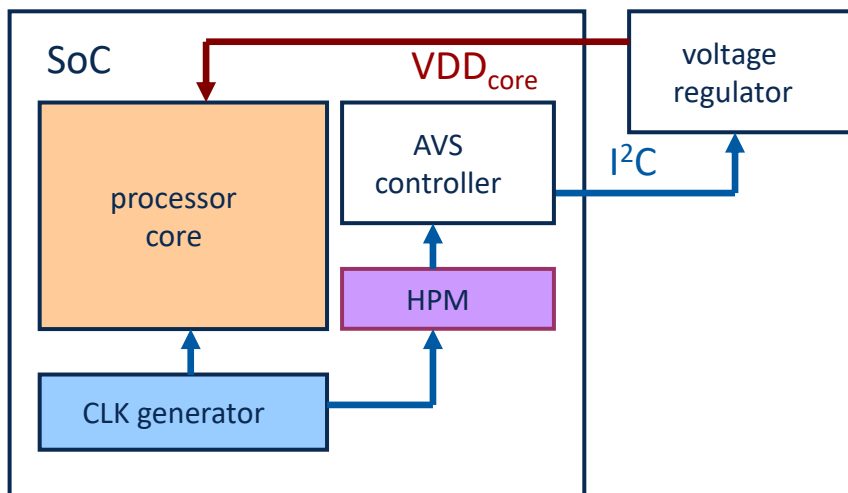 SoC
VDDcore
voltage
regulator
AVS
controller
I²C
processor
core
HPM
CLK generator